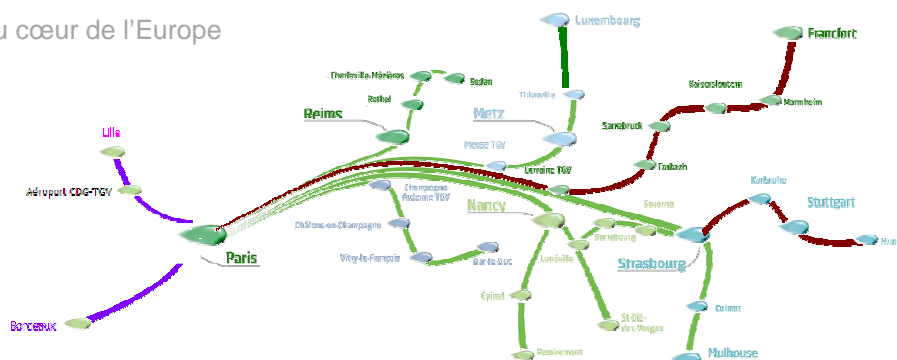 u cœur de l'Europe
Luxembourg
Francfort
Charleville-Mézières
Sedan
Kaiserslautern
Rethel
Thionville
Mannheim
Reims
Metz
Sarrebruck
Lille
Meuse TGV
Lorraine TGV
Forbach
Aéroport CDG-TGV
Champagne
Ardenne TGV
Karlsruhe
Nancy
Saverne
Stuttgart
Châlons-en-Champagne
Sarrebourg
Paris
Vitry-le-François
Bar-le-Duc
Lunéville
Strasbourg
Épinal
Colmar
Bordeaux
St-Dié-
des-Vosges
Remiremont
Mulhouse